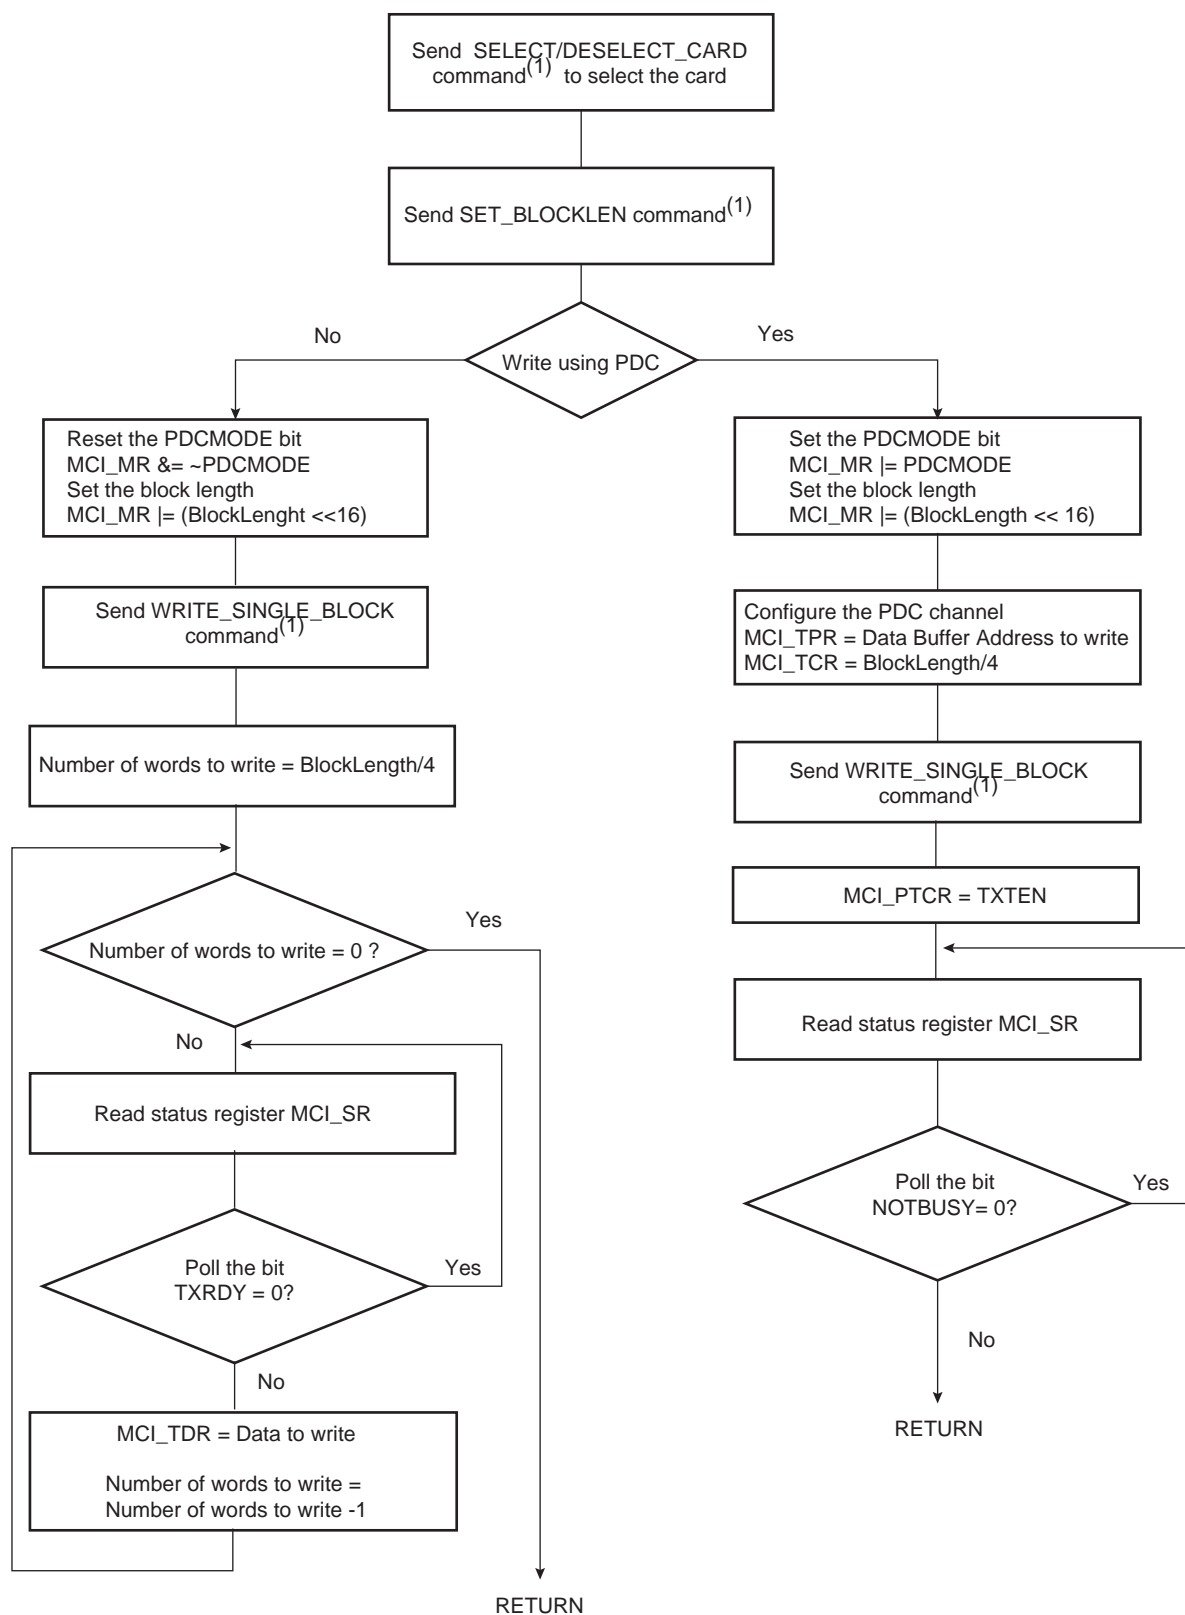 Send SELECT/DESELECT_CARD
command(1) to select the card
Send SET_BLOCKLEN command(1)
No
Yes
Write using PDC
Reset the PDCMODE bit
MCI_MR &= ~PDCMODE
Set the block length
MCI_MR |= (BlockLenght <<16)
Set the PDCMODE bit
MCI_MR |= PDCMODE
Set the block length
MCI_MR |= (BlockLength << 16)
Send WRITE_SINGLE_BLOCK
command(1)
Configure the PDC channel
MCI_TPR = Data Buffer Address to write
MCI_TCR = BlockLength/4
Number of words to write = BlockLength/4
Send WRITE_SINGLE_BLOCK
command(1)
MCI_PTCR = TXTEN
Number of words to write = 0 ?
Yes
No
Read status register MCI_SR
Read status register MCI_SR
Poll the bit
TXRDY = 0?
Yes
No
Poll the bit
NOTBUSY= 0?
Yes
No
RETURN
MCI_TDR = Data to write
Number of words to write =
Number of words to write -1
RETURN